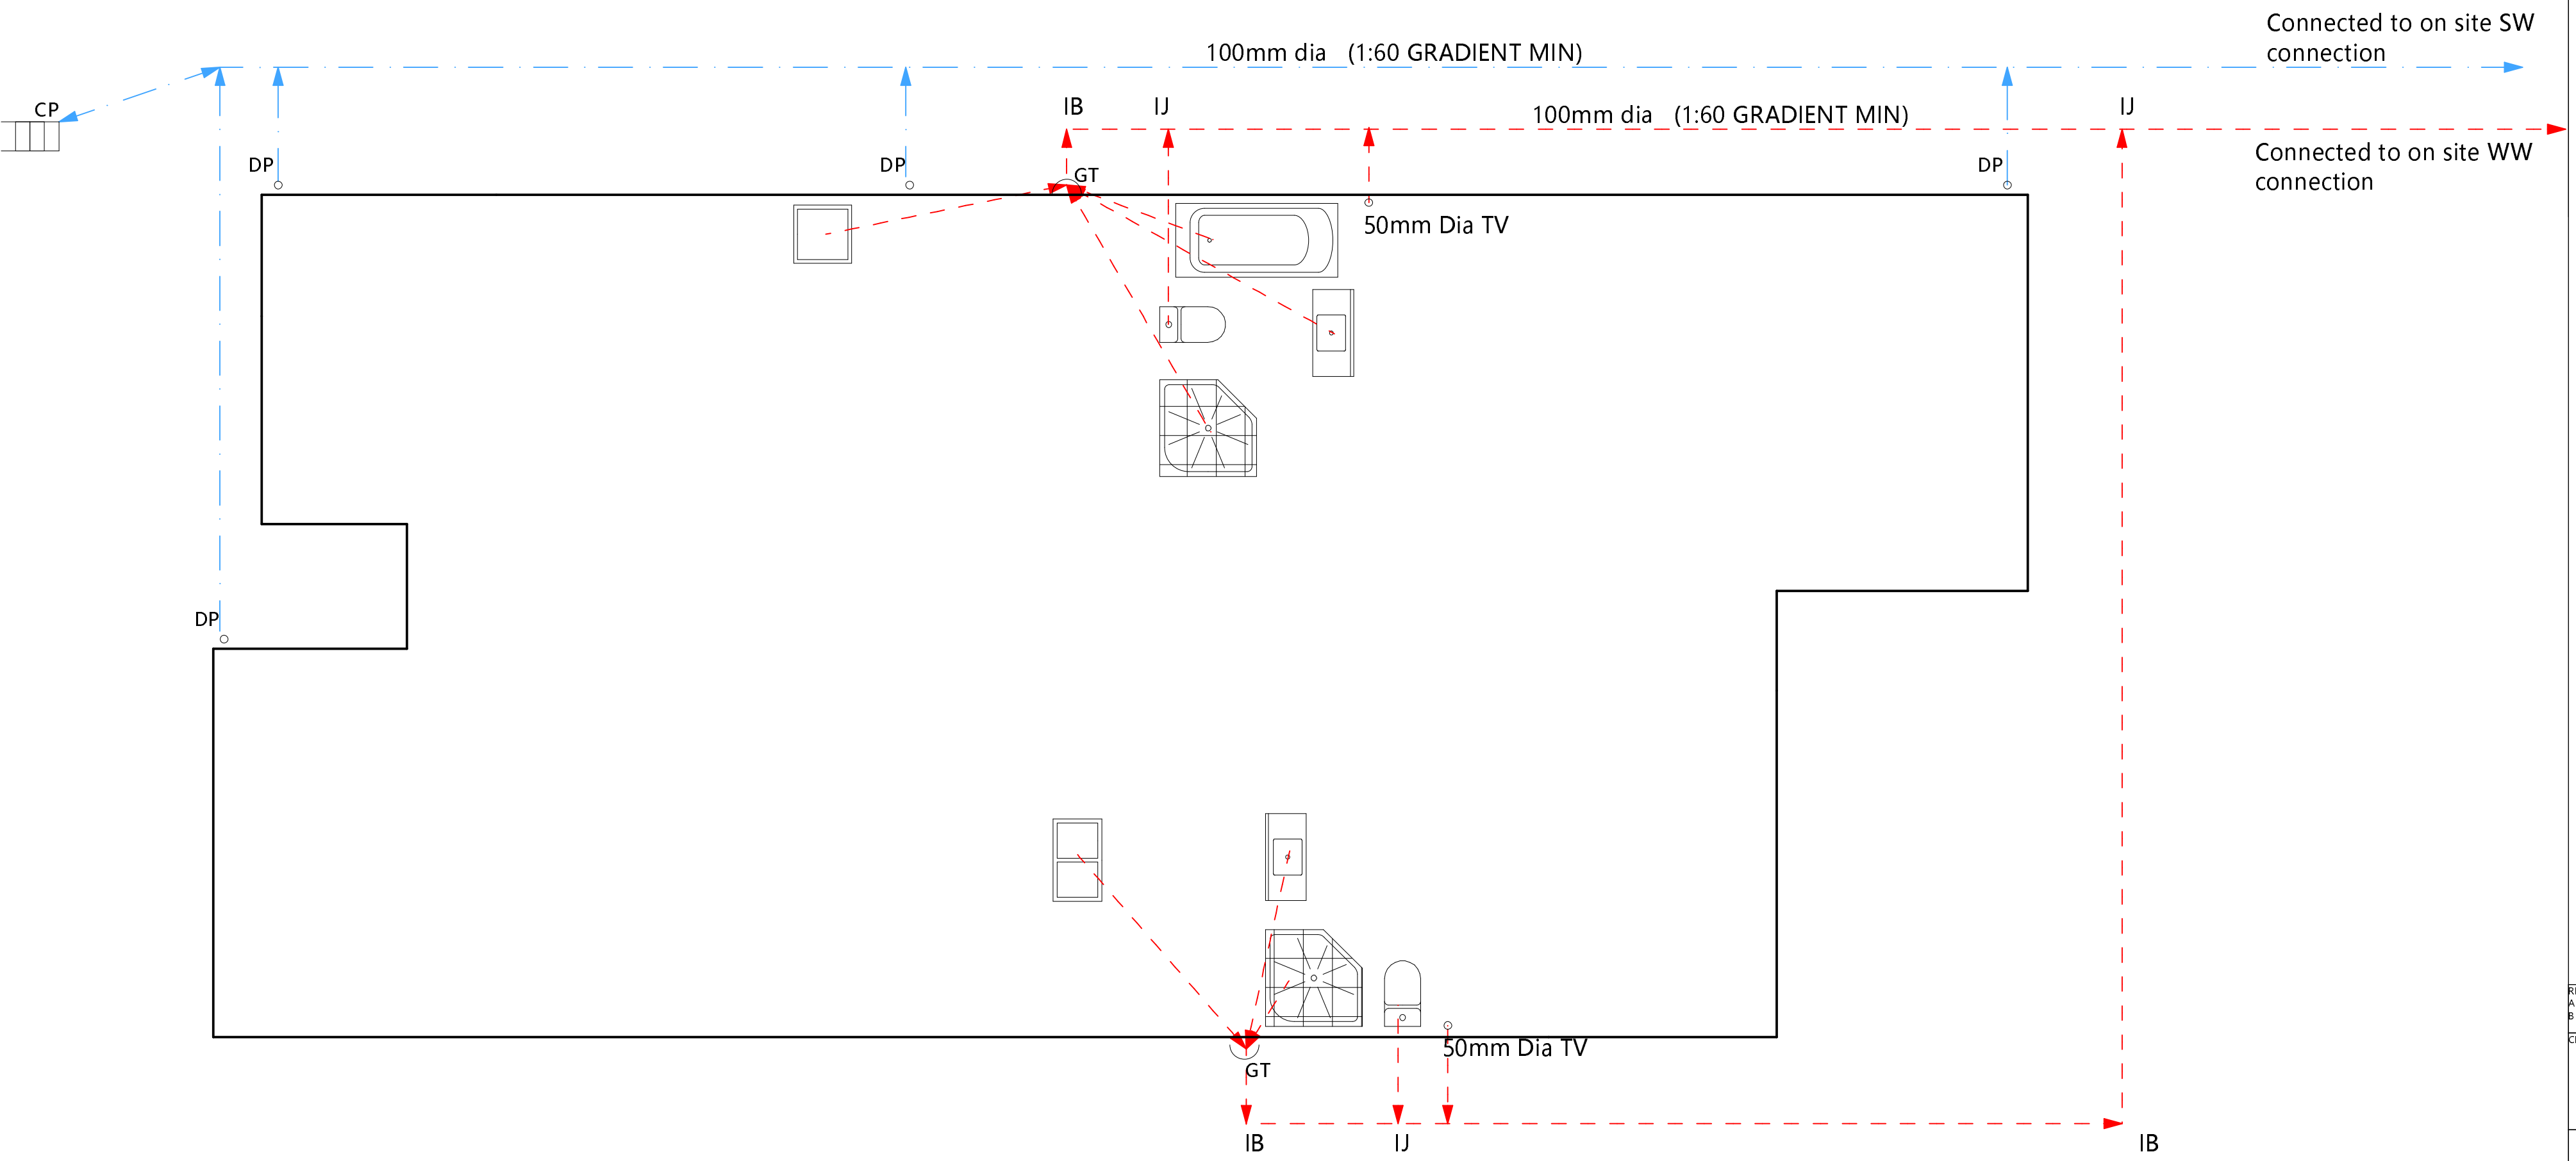 Connected to on site SW
connection
100mm dia (1:60 GRADIENT MIN)
CP
IB
IJ
100mm dia (1:60 GRADIENT MIN)
IJ
Connected to on site WW
connection
DP
DP
GT
DP
50mm Dia TV
DP
50mm Dia TV
GT
IB
IJ
IB